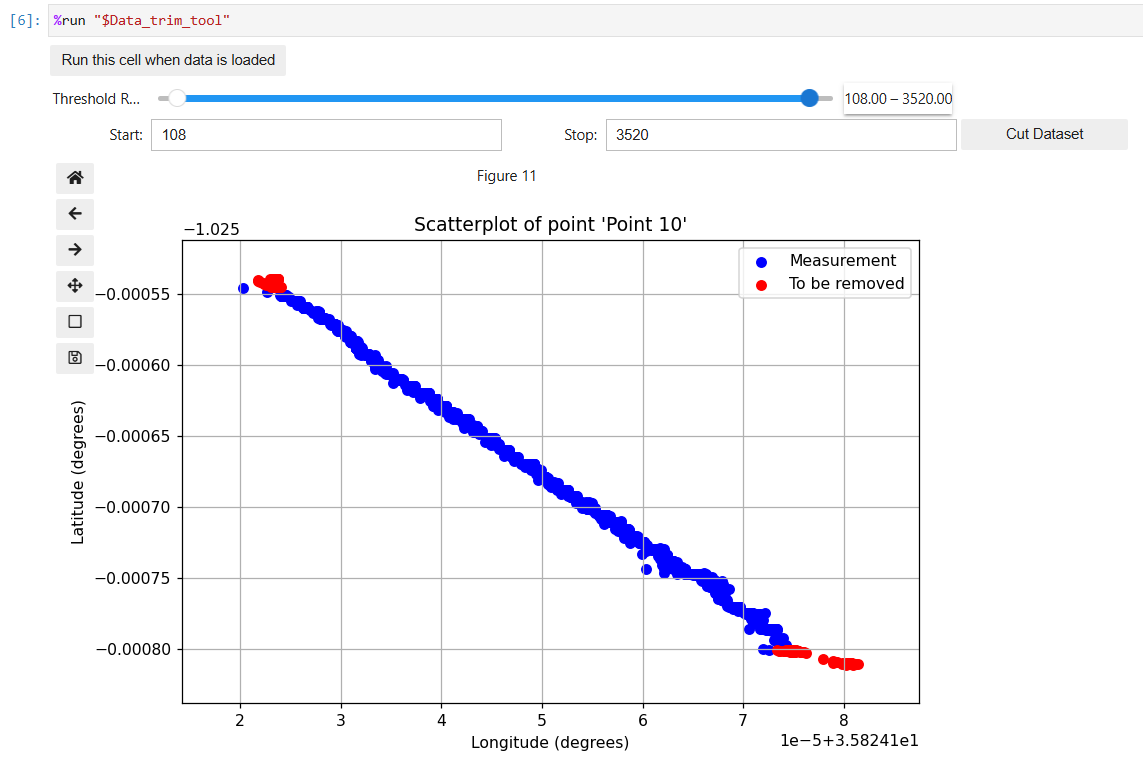 [6]: %run "$Data_trim_tool"
Run this cell when data is loaded
Threshold R... 108.00 – 3520.00
Start: 108 Stop: 3520 Cut Dataset
Figure 11
Scatterplot of point 'Point 10'
−1.025
Measurement
To be removed
−0.00055
−0.00060
−0.00065
−0.00070
−0.00075
−0.00080
Latitude (degrees)
2 3 4 5 6 7 8
Longitude (degrees)
1e−5+3.58241e1